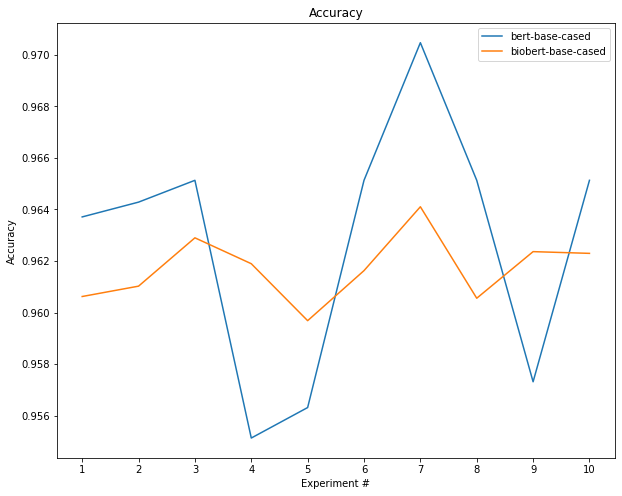 Accuracy
bert-base-cased
biobert-base-cased
0.970
0.968
0.966
0.964
0.962
0.960
0.958
0.956
Accuracy
1 2 3 4 5 6 7 8 9 10
Experiment #